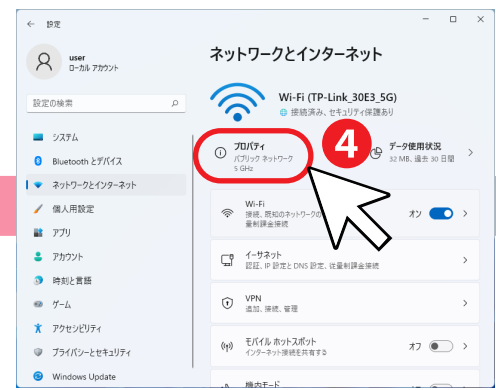 ← 設定
user
ローカル アカウント
設定の検索
システム
Bluetooth とデバイス
ネットワークとインターネット
個人用設定
アプリ
アカウント
時刻と言語
ゲーム
アクセシビリティ
プライバシーとセキュリティ
Windows Update
ネットワークとインターネット
Wi-Fi (TP-Link_30E3_5G)
接続済み、セキュリティ保護あり
プロパティ
パブリック ネットワーク
5 GHz
4
データ使用状況
32 MB、過去 30 日間
Wi-Fi
接続、既知のネットワークの
量制課金接続
オン
イーサネット
認証、IP 設定と DNS 設定、従量制課金接続
VPN
追加、接続、管理
モバイル ホットスポット
インターネット接続を共有する
オフ
機内モード